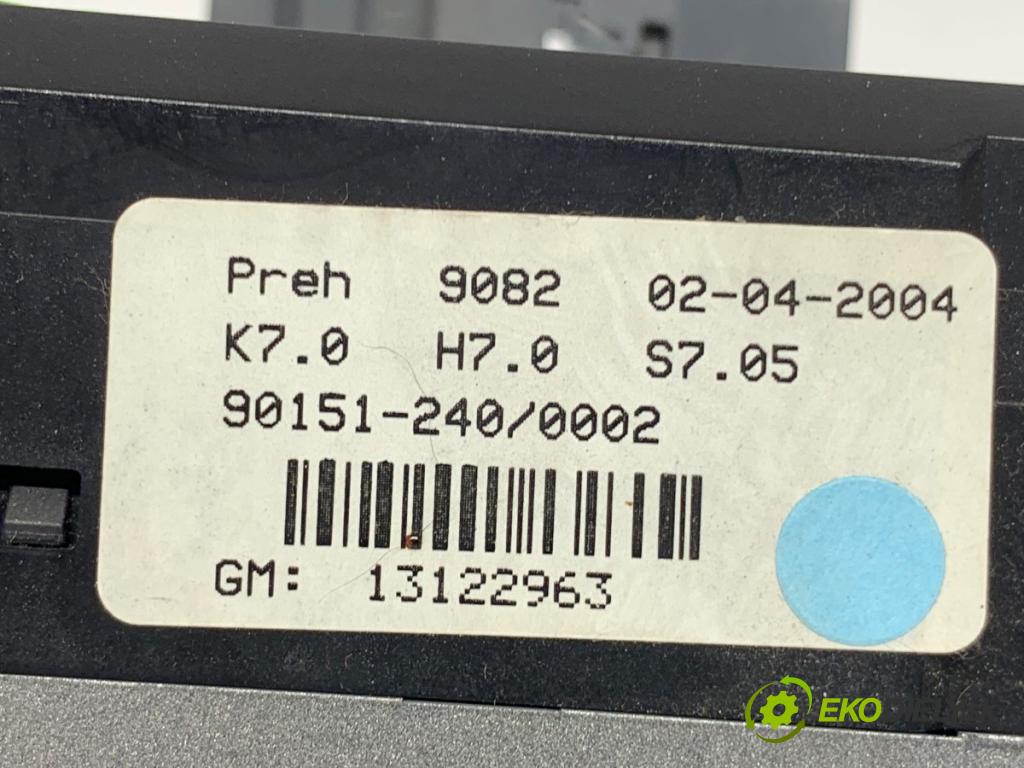 Preh 9082 02-04-2004
K7.0 H7.0 S7.05
90151-240/0002
GM: 13122963
EKO